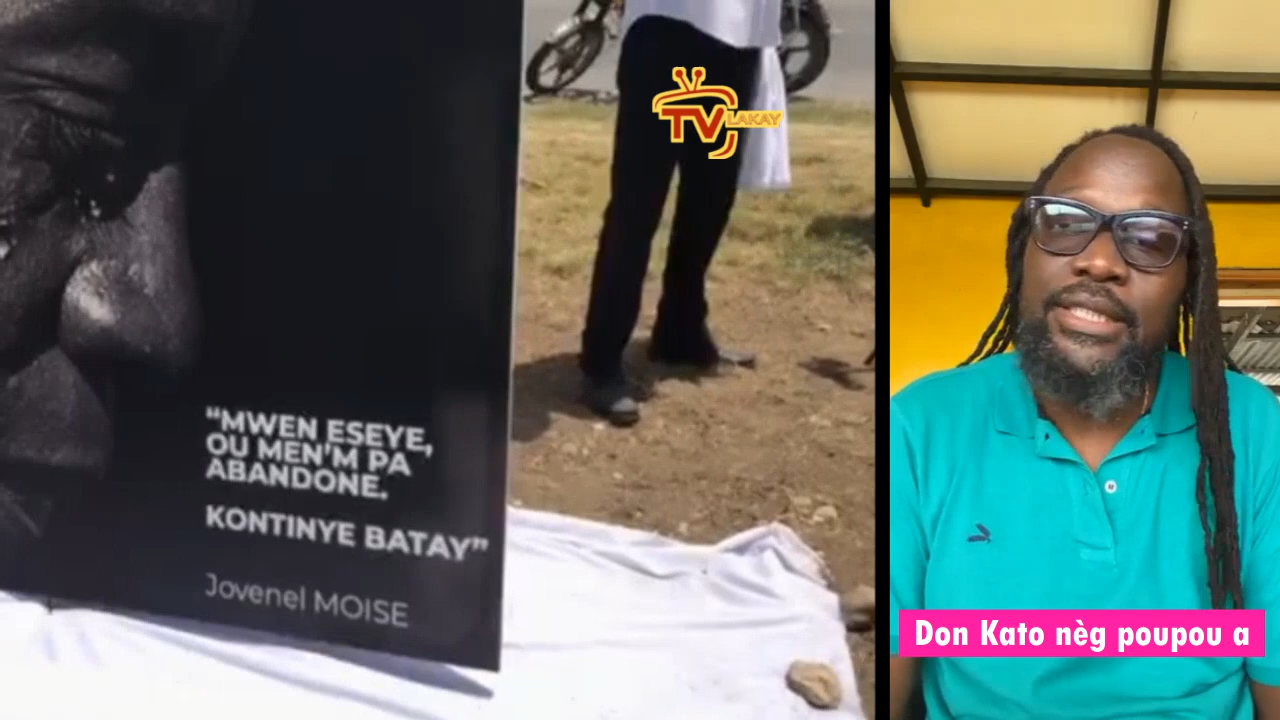 TV LAKAY
“MWEN ESEYE,
OU MEN’M PA
ABANDONE.
KONTINYE BATAY”
Jovenel MOISE
Don Kato nèg poupou a